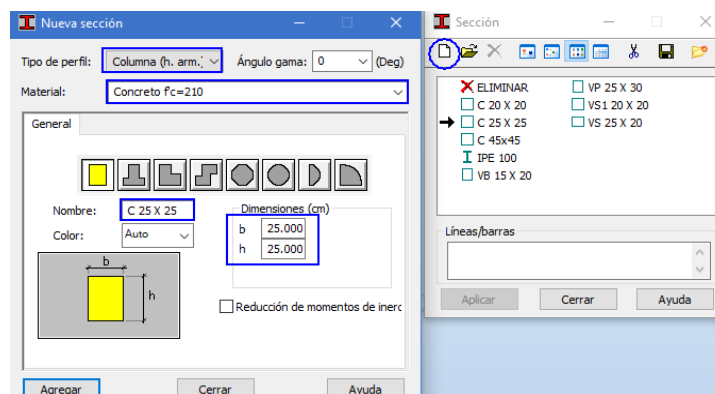 Nueva sección
Tipo de perfil: Columna (h. arm.) Ángulo gama: 0 (Deg)
Material: Concreto f'c=210
General
Nombre: C 25 X 25
Color: Auto
Dimensiones (cm)
b 25.000
h 25.000
b
h
Reducción de momentos de inerc
Agregar Cerrar Ayuda
Sección
ELIMINAR
C 20 X 20
C 25 X 25
C 45x45
IPE 100
VB 15 X 20
VP 25 X 30
VS1 20 X 20
VS 25 X 20
Líneas/barras
Aplicar Cerrar Ayuda